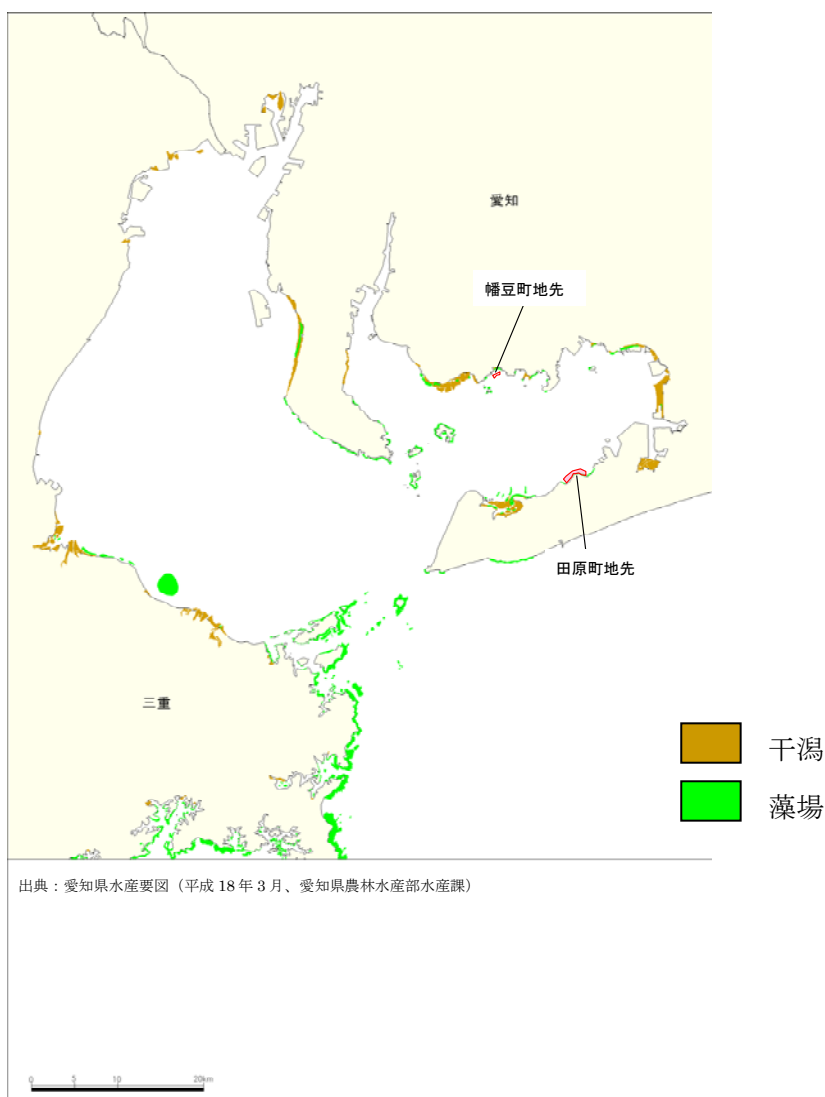 愛知
幡豆町地先
田原町地先
三重
干潟
藻場
出典：愛知県水産要図（平成 18 年 3 月、愛知県農林水産部水産課）
0 5 10 20km